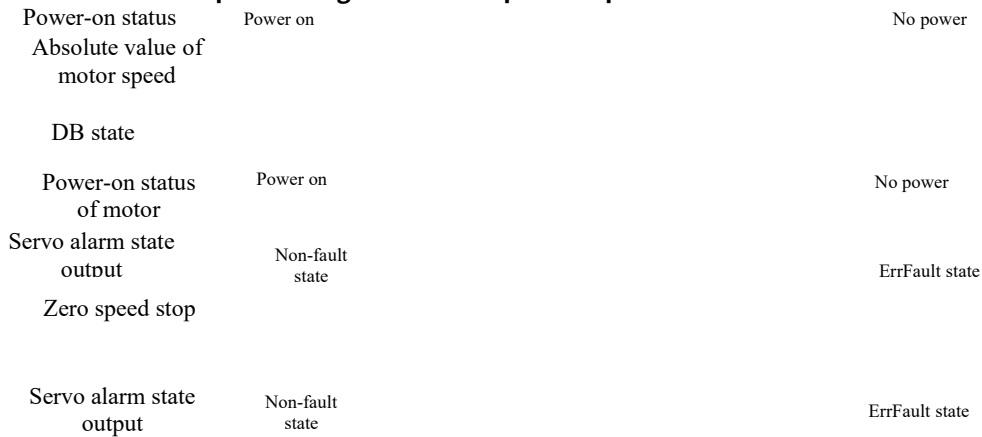 Power-on status Power on No power
Absolute value of
motor speed
DB state
Power-on status Power on No power
of motor
Servo alarm state Non-fault
output state ErrFault state
Zero speed stop
Servo alarm state Non-fault
output state ErrFault state